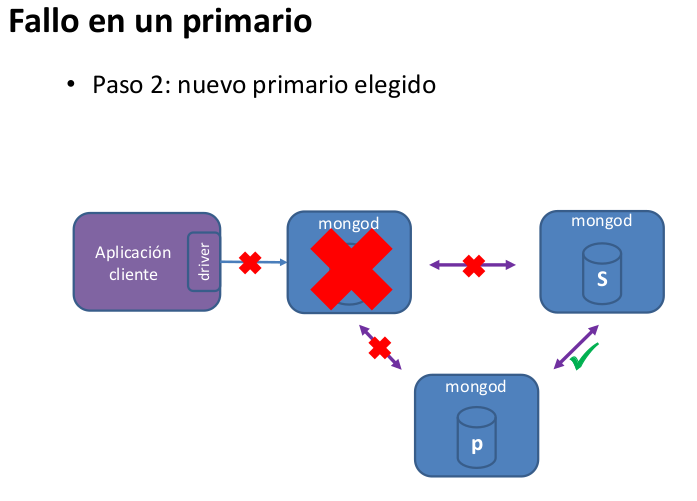 Fallo en un primario
• Paso 2: nuevo primario elegido
Aplicación
cliente
driver
mongod
mongod
S
mongod
p